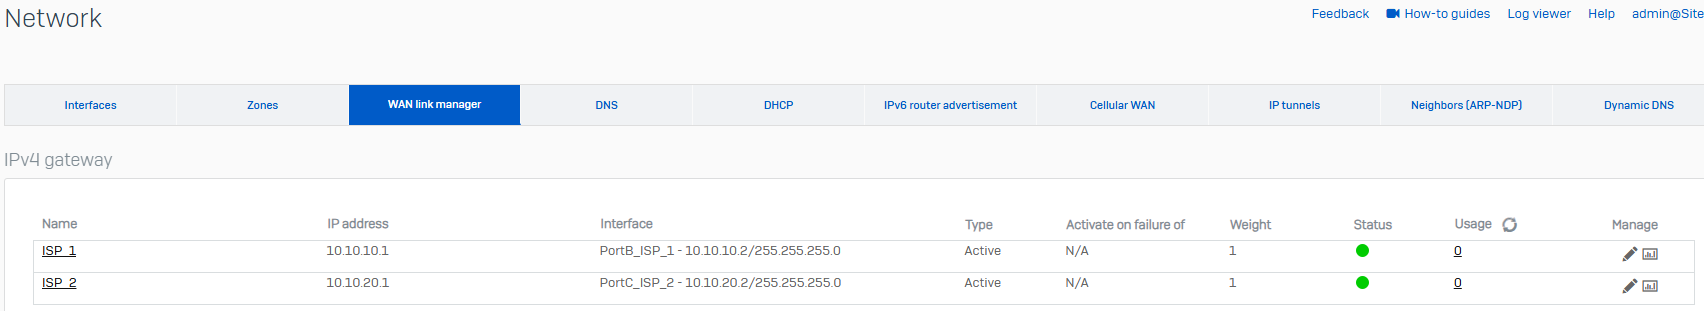 Network
Feedback How-to guides Log viewer Help admin@Site
Interfaces Zones WAN link manager DNS DHCP IPv6 router advertisement Cellular WAN IP tunnels Neighbors (ARP-NDP) Dynamic DNS
IPv4 gateway
Name IP address Interface Type Activate on failure of Weight Status Usage Manage
ISP_1 10.10.10.1 PortB_ISP_1 - 10.10.10.2/255.255.255.0 Active N/A 1 0
ISP_2 10.10.20.1 PortC_ISP_2 - 10.10.20.2/255.255.255.0 Active N/A 1 0